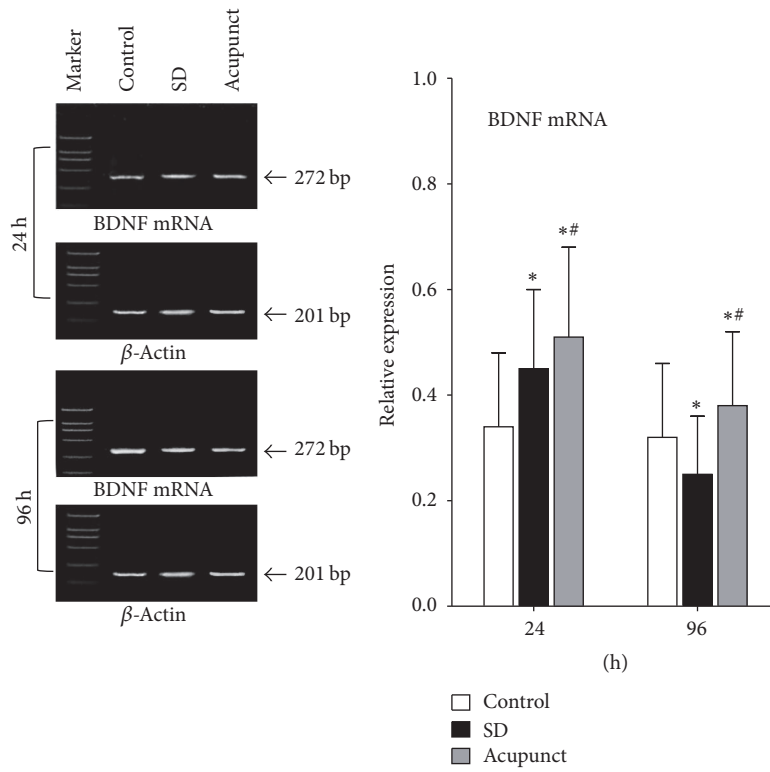 Marker
Control
SD
Acupunct
24 h
← 272 bp
BDNF mRNA
← 201 bp
β-Actin
96 h
← 272 bp
BDNF mRNA
← 201 bp
β-Actin
BDNF mRNA
Relative expression
1.0
0.8
0.6
0.4
0.2
0.0
*
*#
*
*#
24
96
(h)
Control
SD
Acupunct